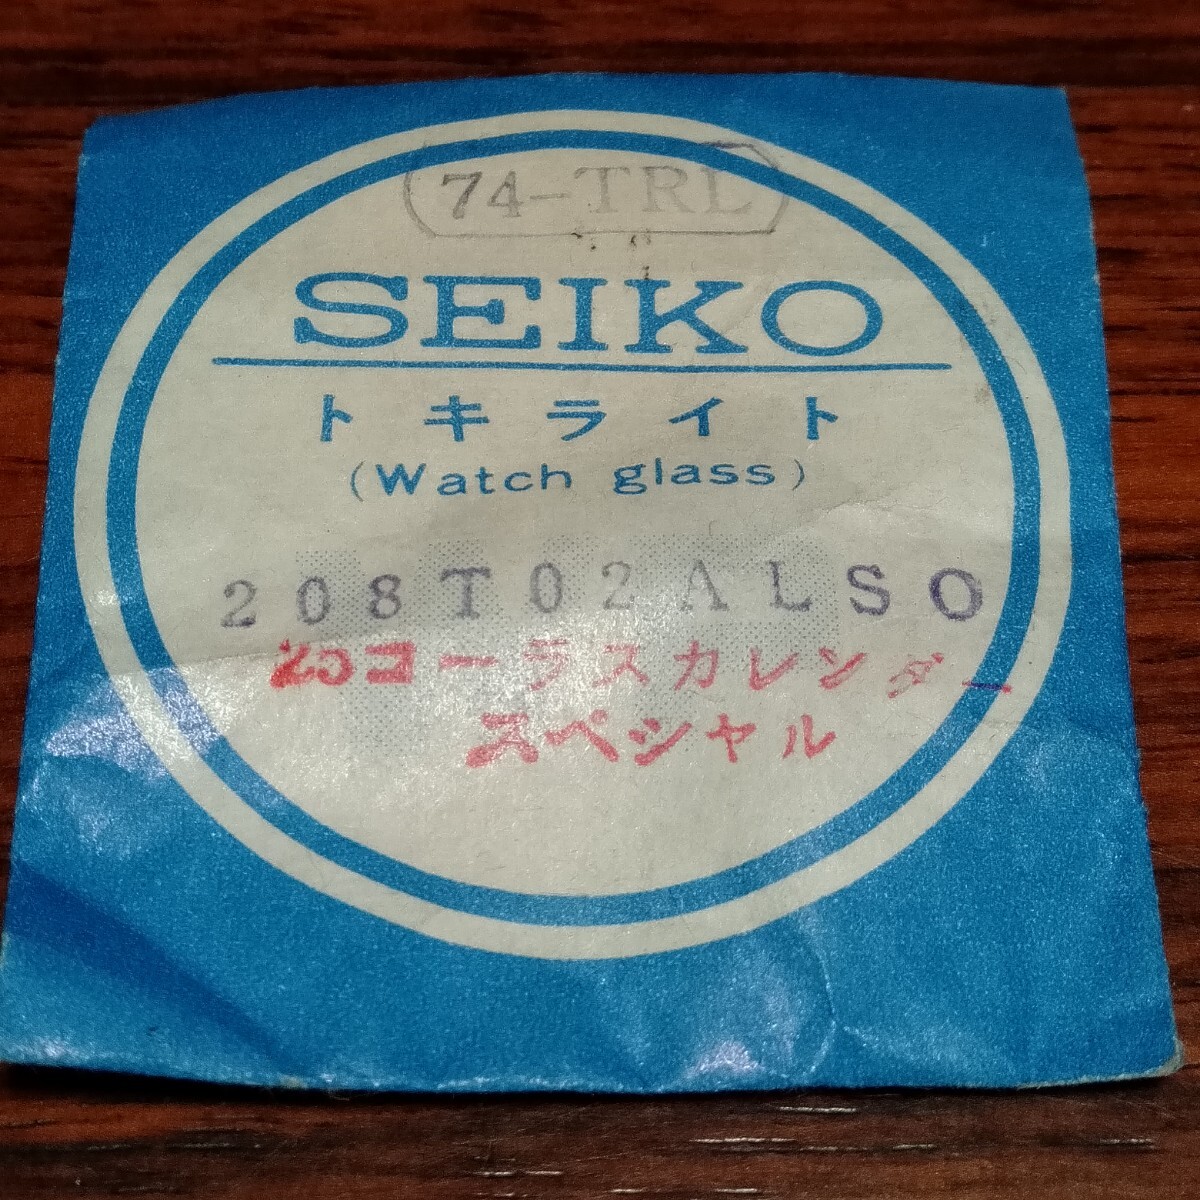 74-TRL
SEIKO
トキライト
(Watch glass)
208T02ALSO
25コーラスカレンダー
スペシャル